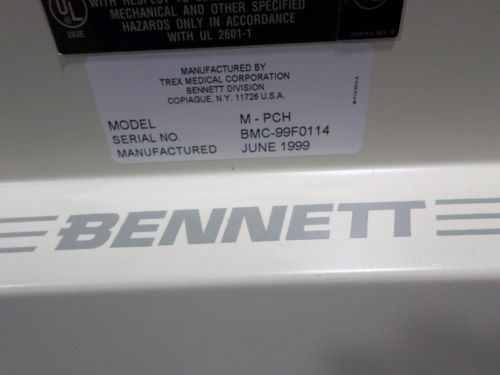 UL
MECHANICAL AND OTHER SPECIFIED
HAZARDS ONLY IN ACCORDANCE
WITH UL 2601-1
MANUFACTURED BY
TREX MEDICAL CORPORATION
BENNETT DIVISION
COPIAGUE, N.Y. 11726 U.S.A.
MODEL M - PCH
SERIAL NO. BMC-99F0114
MANUFACTURED JUNE 1999
BENNETT